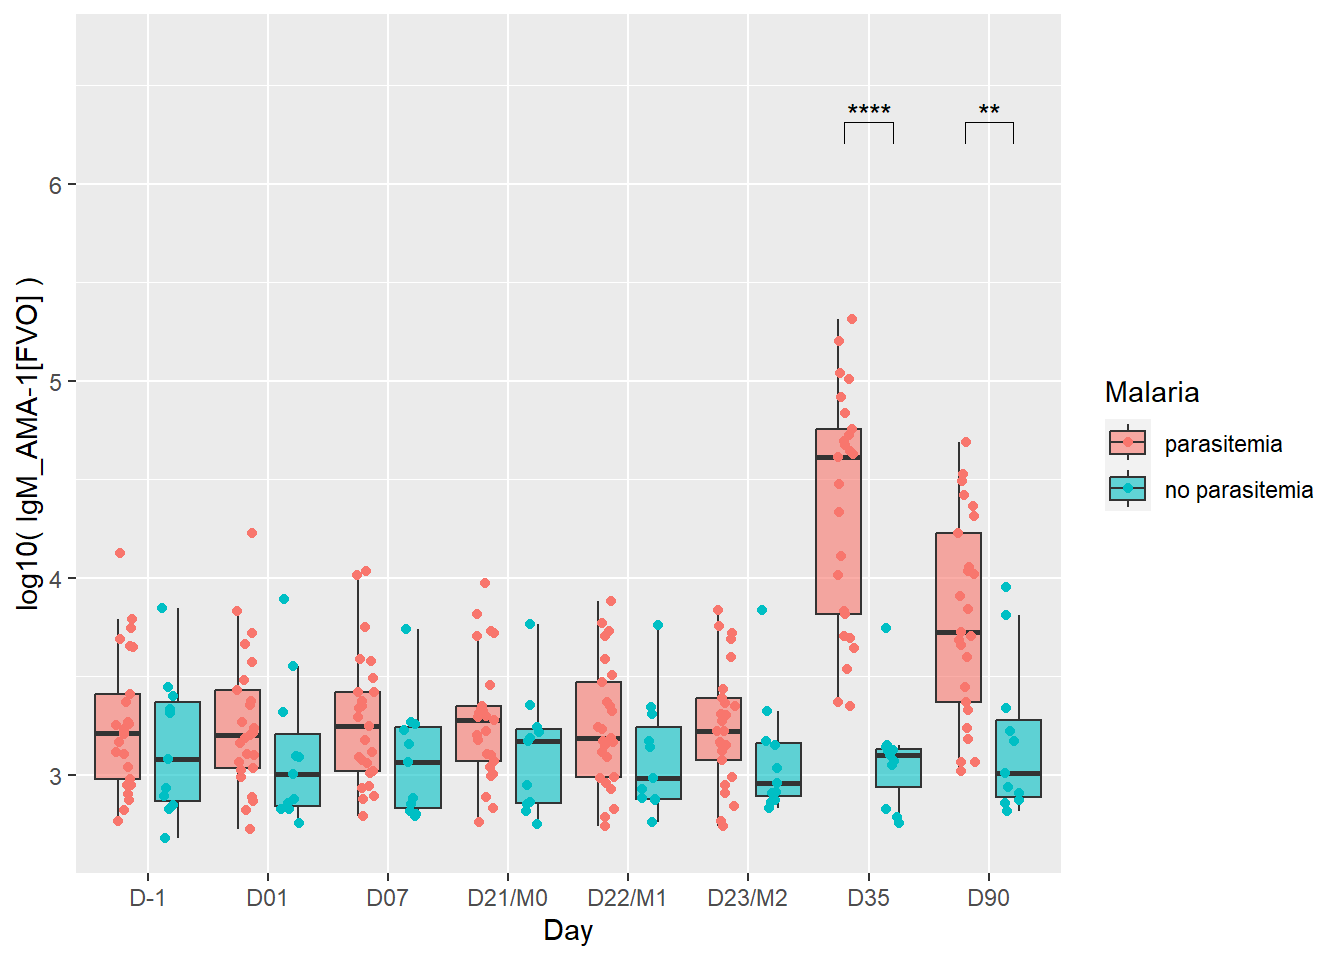 **** **
6
5
4
3
log10( IgM_AMA-1[FVO] )
D-1 D01 D07 D21/M0 D22/M1 D23/M2 D35 D90
Day
Malaria
parasitemia
no parasitemia